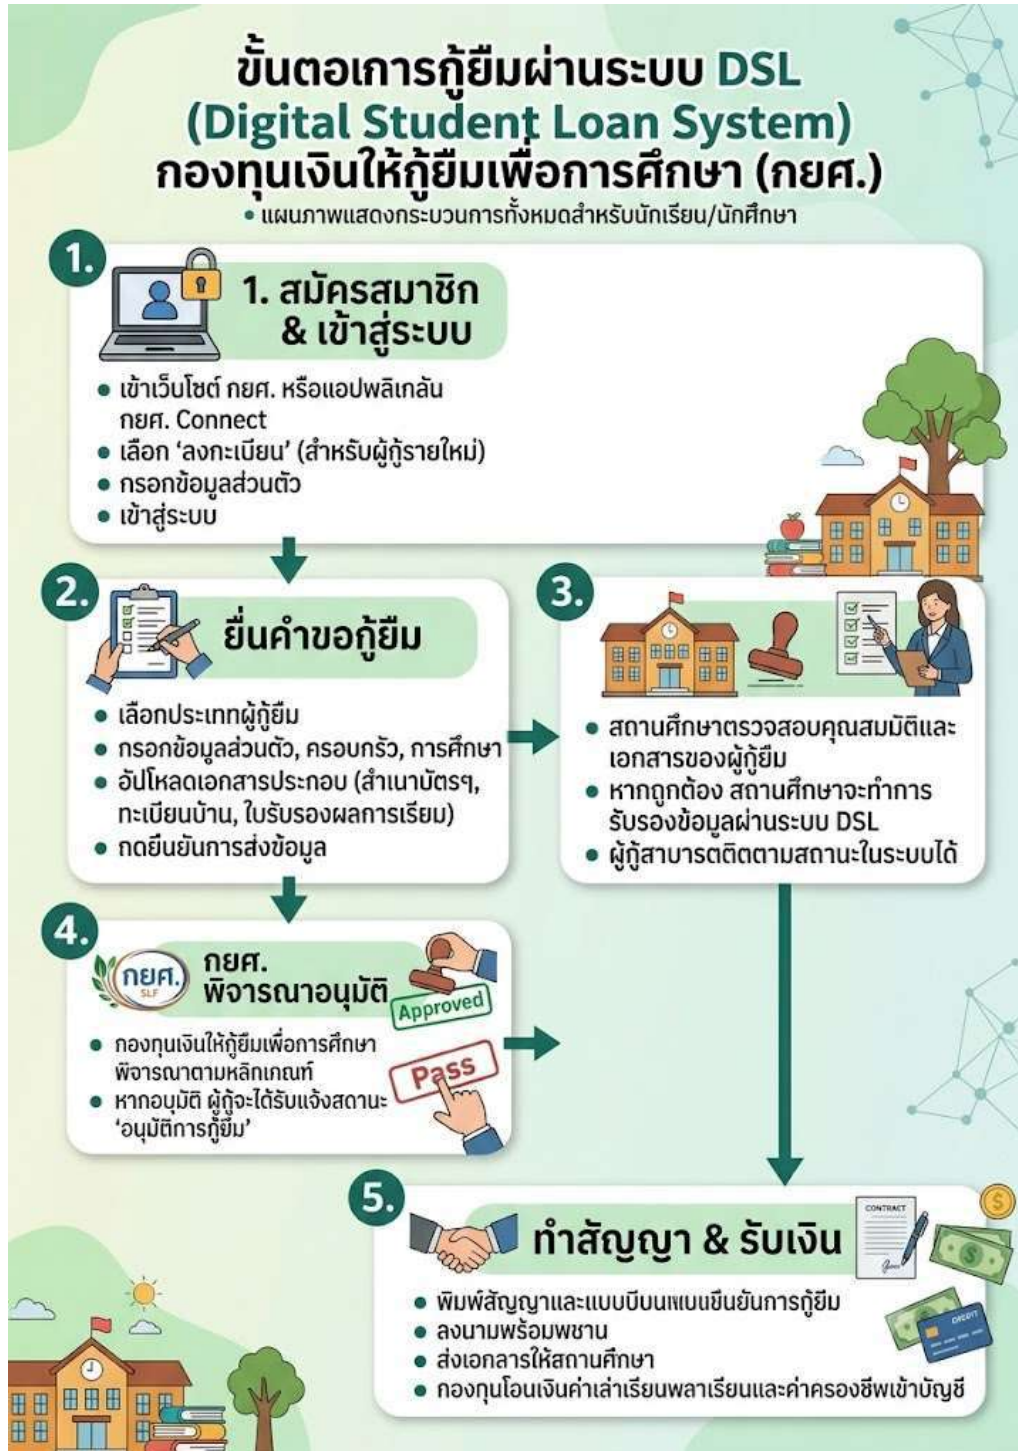 ขั้นตอเการกู้ยืมผ่านระบบ DSL
(Digital Student Loan System)
กองทุนเงินให้กู้ยืมเพื่อการศึกษา (กยศ.)
• แผนภาพแสดงกระบวนการทั้งหมดสำหรับนักเรียน/นักศึกษา
1.
1. สมัครสมาชิก
& เข้าสู่ระบบ
• เข้าเว็บโซต์ กยศ. หรือแอปพลิเกลัน
กยศ. Connect
• เลือก ‘ลงกะเบียน’ (สำหรับผู้กู้รายใหม่)
• กรอกข้อมูลส่วนตัว
• เข้าสู่ระบบ
2.
ยื่นคำขอกู้ยืม
• เลือกประเททผู้กู้ยืม
• กรอกข้อมูลส่วนตัว, ครอบกรัว, การศึกษา
• อัปโหลดเอกสารประกอบ (สำเนาบัตรฯ,
ทะเบียนบ้าน, ใบรับรองผลการเรียม)
• กดยืนยันการส่งข้อมูล
3.
• สถานศึกษาตรวจสอบคุณสมมัติและ
เอกสารของผู้กู้ยืม
• หากถูกต้อง สถานศึกษาจะทำการ
รับรองข้อมูลผ่านระบบ DSL
• ผู้กู้สาบารตติตตามสถานะในระบบได้
4.
กยศ.
SLF
กยศ.
พิจารณาอนุมัติ
Approved
• กองทุนเงินให้กู้ยืมเพื่อการศึกษา
พิจารณาตามหลิกเกณท์
Pass
• หากอบุมัติ ผู้กู้จะได้รับแจ้งสดานะ
‘อนุมัติการกู้ยืม’
5.
ทำสัญญา & รับเงิน
CONTRACT
CREDIT
• พิมพ์สัญญาและแบบบีบนยืนยันการกู้ยืม
• ลงนามพร้อมพชาน
• ส่งเอกลารให้สถานศึกษา
• กองทุนโอนเงินค่าเล่าเรียนพลาเรียนและค่าครองชีพเข้าบัญชี